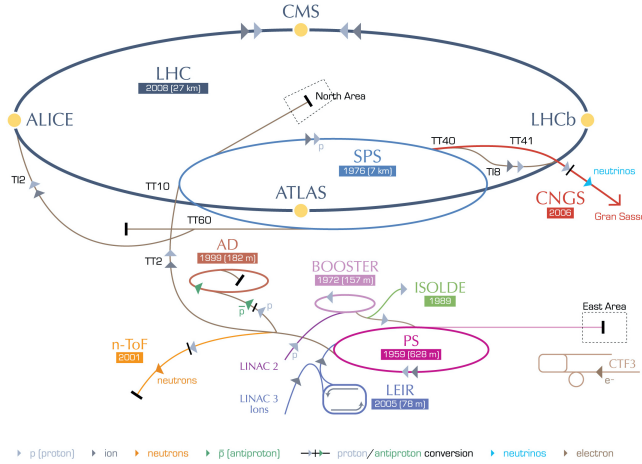 CMS
LHC
2008 (27 km)
North Area
ALICE
LHCb
TT40
TT41
SPS
1976 (7 km)
p
TI8
neutrinos
TI2
TT10
ATLAS
CNGS
2006
Gran Sasso
TT60
AD
1999 (182 m)
TT2
BOOSTER
1972 (157 m)
ISOLDE
1989
East Area
p̅
p
n-ToF
2001
PS
1959 (628 m)
LINAC 2
p
neutrons
CTF3
e-
LEIR
2005 (78 m)
LINAC 3
Ions
p (proton) ion neutrons p̅ (antiproton) proton/antiproton conversion neutrinos electron